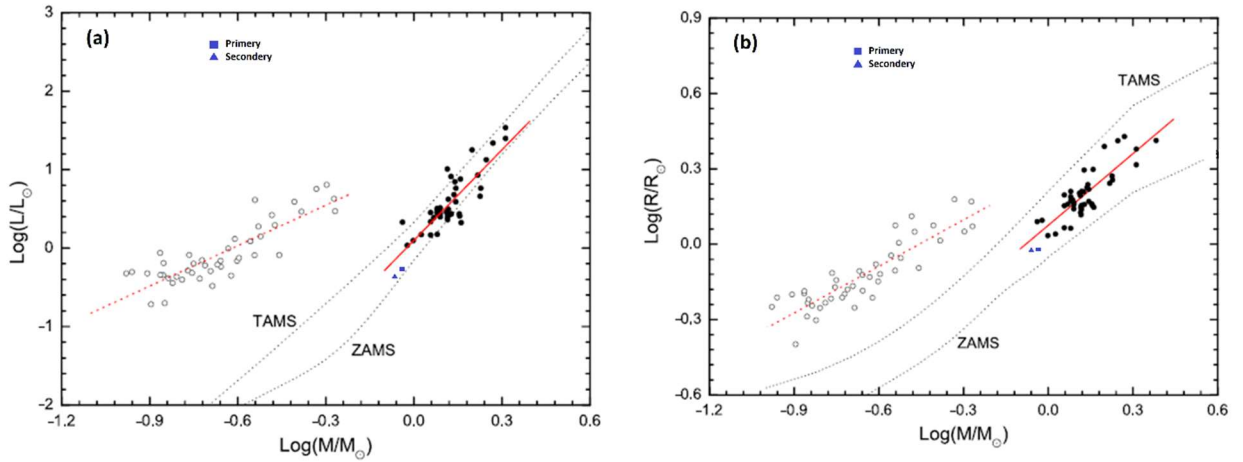 (a)
Primery
Secondery
Log(L/L☉)
3
2
1
0
−1
−2
TAMS
ZAMS
−1.2 −0.9 −0.6 −0.3 0.0 0.3 0.6
Log(M/M☉)
(b)
Primery
Secondery
Log(R/R☉)
0.9
0.6
0.3
0.0
−0.3
−0.6
TAMS
ZAMS
−1.2 −0.9 −0.6 −0.3 0.0 0.3 0.6
Log(M/M☉)